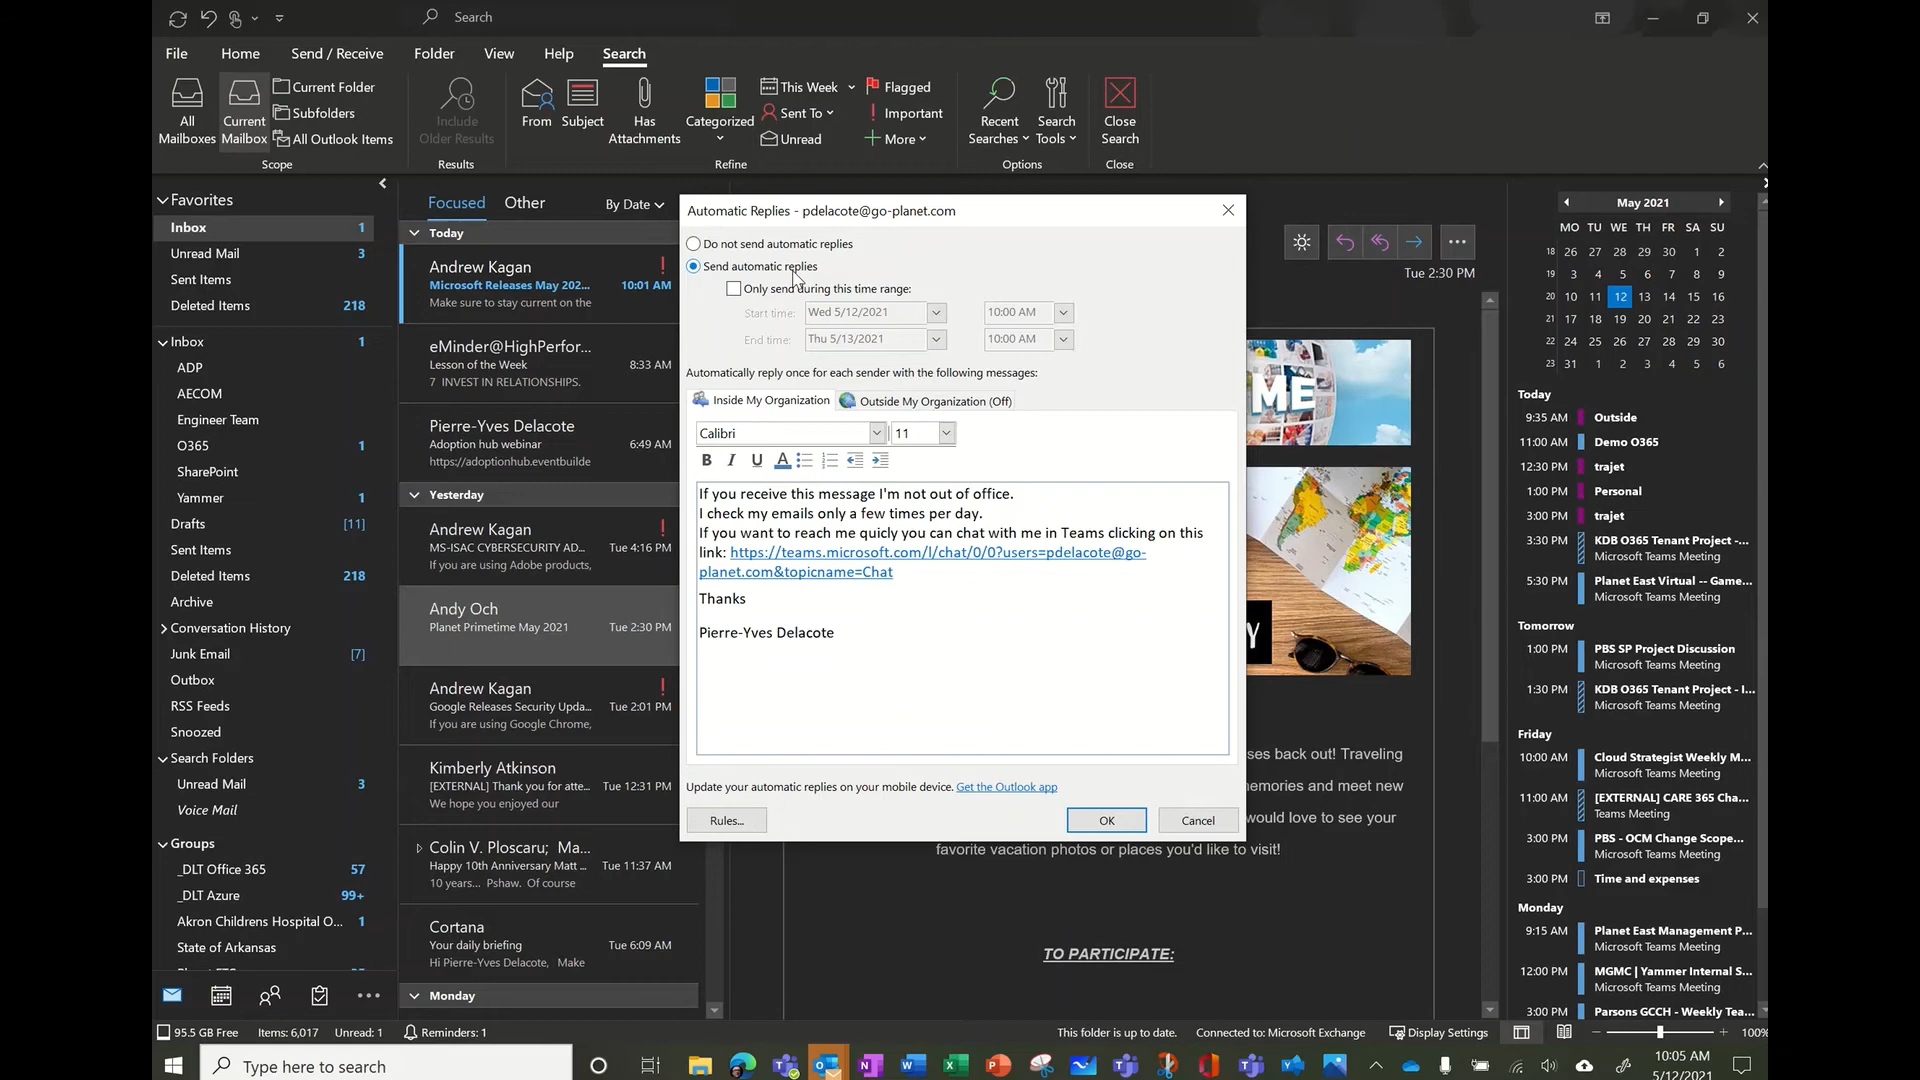 Search
File Home Send / Receive Folder View Help Search
All Mailboxes
Current Mailbox
Current Folder
Subfolders
All Outlook Items
Scope
Include Older Results
Results
From
Subject
Has Attachments
Categorized
This Week
Sent To
Unread
Flagged
Important
More
Refine
Recent Searches
Search Tools
Options
Close Search
Close
Favorites
Inbox 1
Unread Mail 3
Sent Items
Deleted Items 218
Inbox 1
ADP
AECOM
Engineer Team
O365 1
SharePoint
Yammer 1
Drafts [11]
Sent Items
Deleted Items 218
Archive
Conversation History
Junk Email [7]
Outbox
RSS Feeds
Snoozed
Search Folders
Unread Mail 3
Voice Mail
Groups
_DLT Office 365 57
_DLT Azure 99+
Akron Childrens Hospital O... 1
State of Arkansas
Focused Other By Date
Today
Andrew Kagan
Microsoft Releases May 202... 10:01 AM
Make sure to stay current on the
eMinder@HighPerfor...
Lesson of the Week 8:33 AM
7 INVEST IN RELATIONSHIPS.
Pierre-Yves Delacote
Adoption hub webinar 6:49 AM
https://adoptionhub.eventbuilde
Yesterday
Andrew Kagan
MS-ISAC CYBERSECURITY AD... Tue 4:16 PM
If you are using Adobe products,
Andy Och
Planet Primetime May 2021 Tue 2:30 PM
Andrew Kagan
Google Releases Security Upda... Tue 2:01 PM
If you are using Google Chrome,
Kimberly Atkinson
[EXTERNAL] Thank you for atte... Tue 12:31 PM
We hope you enjoyed our
Colin V. Ploscaru; Ma...
Happy 10th Anniversary Matt ... Tue 11:37 AM
10 years... Pshaw. Of course
Cortana
Your daily briefing Tue 6:09 AM
Hi Pierre-Yves Delacote, Make
Monday
Automatic Replies - pdelacote@go-planet.com
Do not send automatic replies
Send automatic replies
Only send during this time range:
Start time: Wed 5/12/2021 10:00 AM
End time: Thu 5/13/2021 10:00 AM
Automatically reply once for each sender with the following messages:
Inside My Organization Outside My Organization (Off)
Calibri 11
B I U A
If you receive this message I'm not out of office.
I check my emails only a few times per day.
If you want to reach me quicly you can chat with me in Teams clicking on this
link: https://teams.microsoft.com/l/chat/0/0?users=pdelacote@go-
planet.com&topicname=Chat
Thanks
Pierre-Yves Delacote
Update your automatic replies on your mobile device. Get the Outlook app
Rules... OK Cancel
Tue 2:30 PM
ME
Y
ses back out! Traveling
emories and meet new
would love to see your
favorite vacation photos or places you'd like to visit!
TO PARTICIPATE:
May 2021
MO TU WE TH FR SA SU
18 26 27 28 29 30 1 2
19 3 4 5 6 7 8 9
20 10 11 12 13 14 15 16
21 17 18 19 20 21 22 23
22 24 25 26 27 28 29 30
23 31 1 2 3 4 5 6
Today
9:35 AM Outside
11:00 AM Demo O365
12:30 PM trajet
1:00 PM Personal
3:00 PM trajet
3:30 PM KDB O365 Tenant Project -...
Microsoft Teams Meeting
5:30 PM Planet East Virtual -- Game...
Microsoft Teams Meeting
Tomorrow
1:00 PM PBS SP Project Discussion
Microsoft Teams Meeting
1:30 PM KDB O365 Tenant Project - I...
Microsoft Teams Meeting
Friday
10:00 AM Cloud Strategist Weekly M...
Microsoft Teams Meeting
11:00 AM [EXTERNAL] CARE 365 Cha...
Teams Meeting
3:00 PM PBS - OCM Change Scope...
Microsoft Teams Meeting
3:00 PM Time and expenses
Monday
9:15 AM Planet East Management P...
Microsoft Teams Meeting
12:00 PM MGMC | Yammer Internal S...
Microsoft Teams Meeting
3:00 PM Parsons GCCH - Weekly Tea...
95.5 GB Free Items: 6,017 Unread: 1 Reminders: 1 This folder is up to date. Connected to: Microsoft Exchange Display Settings 100%
Type here to search
10:05 AM
5/12/2021